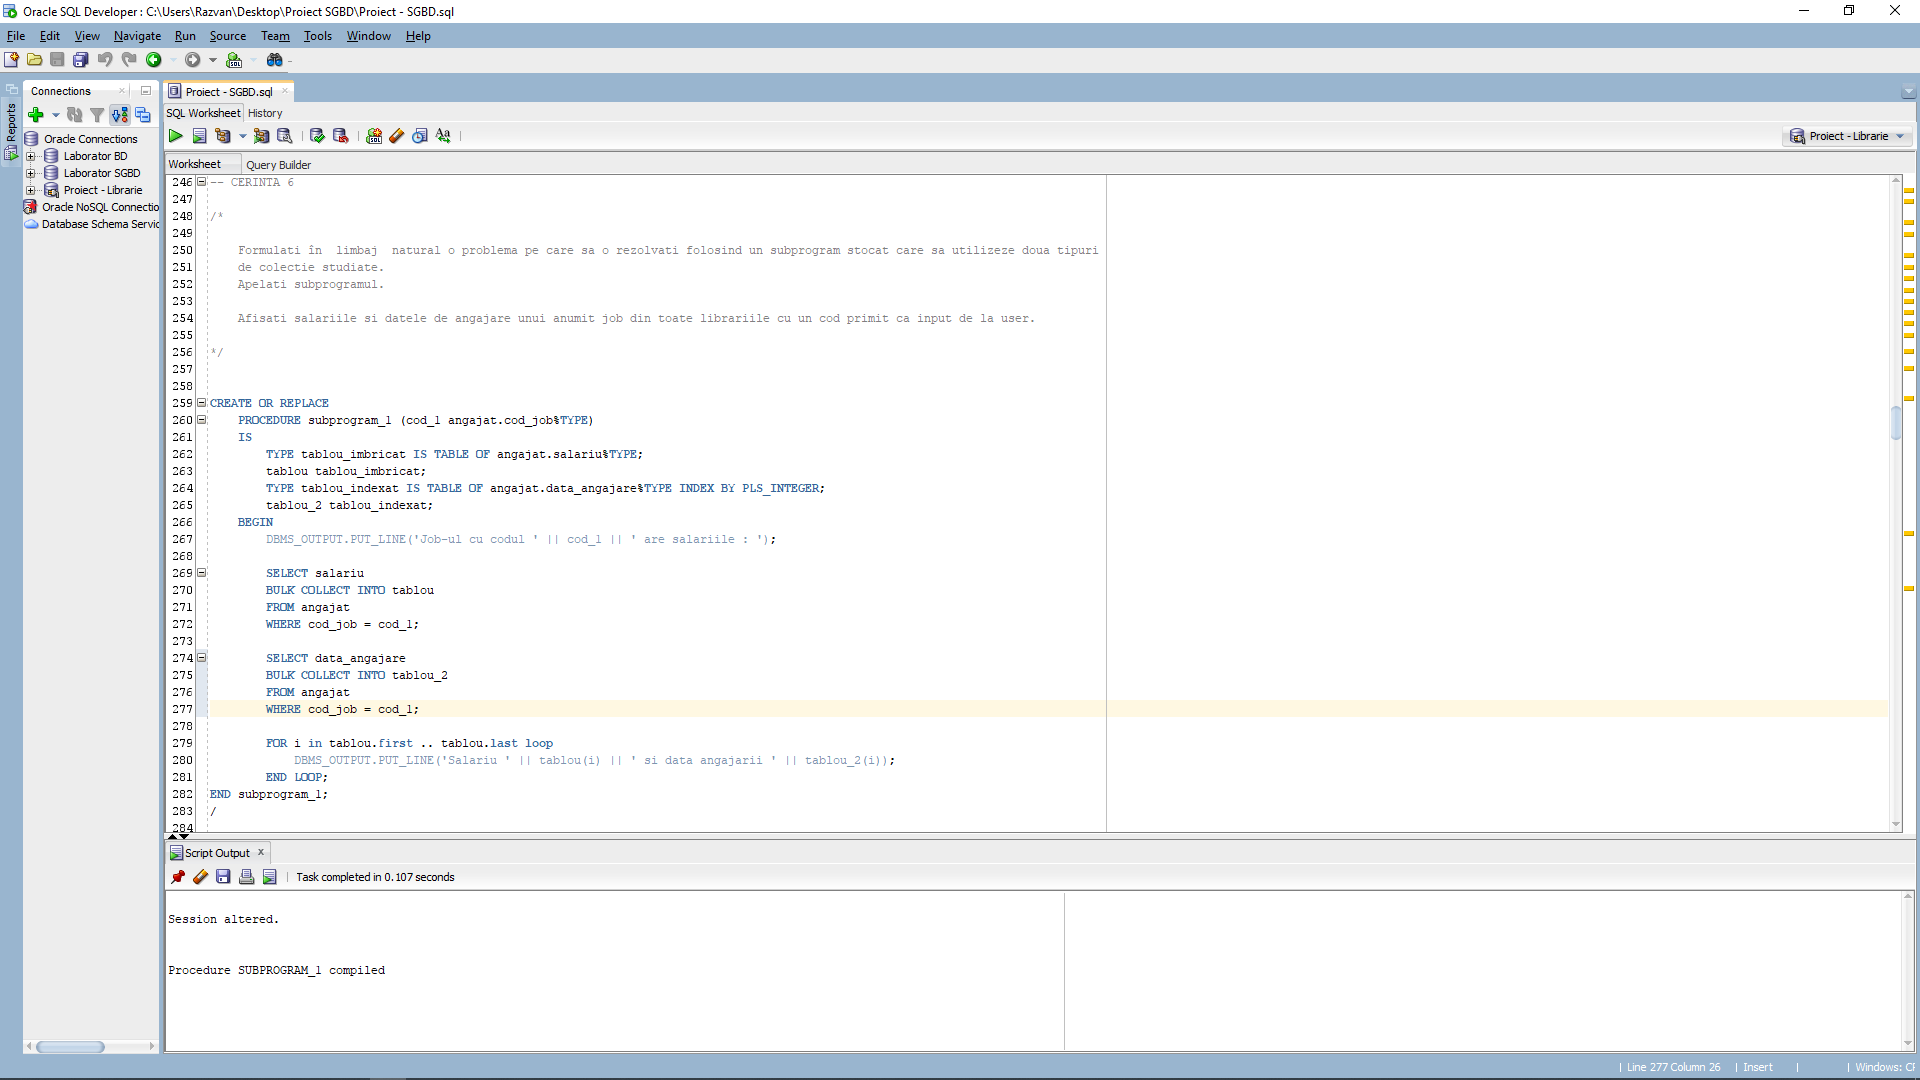 Oracle SQL Developer : C:\Users\Razvan\Desktop\Proiect SGBD\Proiect - SGBD.sql
File Edit View Navigate Run Source Team Tools Window Help
Connections
Reports
Oracle Connections
Laborator BD
Laborator SGBD
Proiect - Librarie
Oracle NoSQL Connectio
Database Schema Servic
Proiect - SGBD.sql
SQL Worksheet History
Proiect - Librarie
Worksheet Query Builder
246 -- CERINTA 6
247
248 /*
249
250 Formulati în limbaj natural o problema pe care sa o rezolvati folosind un subprogram stocat care sa utilizeze doua tipuri
251 de colectie studiate.
252 Apelati subprogramul.
253
254 Afisati salariile si datele de angajare unui anumit job din toate librariile cu un cod primit ca input de la user.
255
256 */
257
258
259 CREATE OR REPLACE
260 PROCEDURE subprogram_1 (cod_1 angajat.cod_job%TYPE)
261 IS
262 TYPE tablou_imbricat IS TABLE OF angajat.salariu%TYPE;
263 tablou tablou_imbricat;
264 TYPE tablou_indexat IS TABLE OF angajat.data_angajare%TYPE INDEX BY PLS_INTEGER;
265 tablou_2 tablou_indexat;
266 BEGIN
267 DBMS_OUTPUT.PUT_LINE('Job-ul cu codul ' || cod_1 || ' are salariile : ');
268
269 SELECT salariu
270 BULK COLLECT INTO tablou
271 FROM angajat
272 WHERE cod_job = cod_1;
273
274 SELECT data_angajare
275 BULK COLLECT INTO tablou_2
276 FROM angajat
277 WHERE cod_job = cod_1;
278
279 FOR i in tablou.first .. tablou.last loop
280 DBMS_OUTPUT.PUT_LINE('Salariu ' || tablou(i) || ' si data angajarii ' || tablou_2(i));
281 END LOOP;
282 END subprogram_1;
283 /
284
Script Output
Task completed in 0.107 seconds
Session altered.
Procedure SUBPROGRAM_1 compiled
Line 277 Column 26 Insert Windows: CF